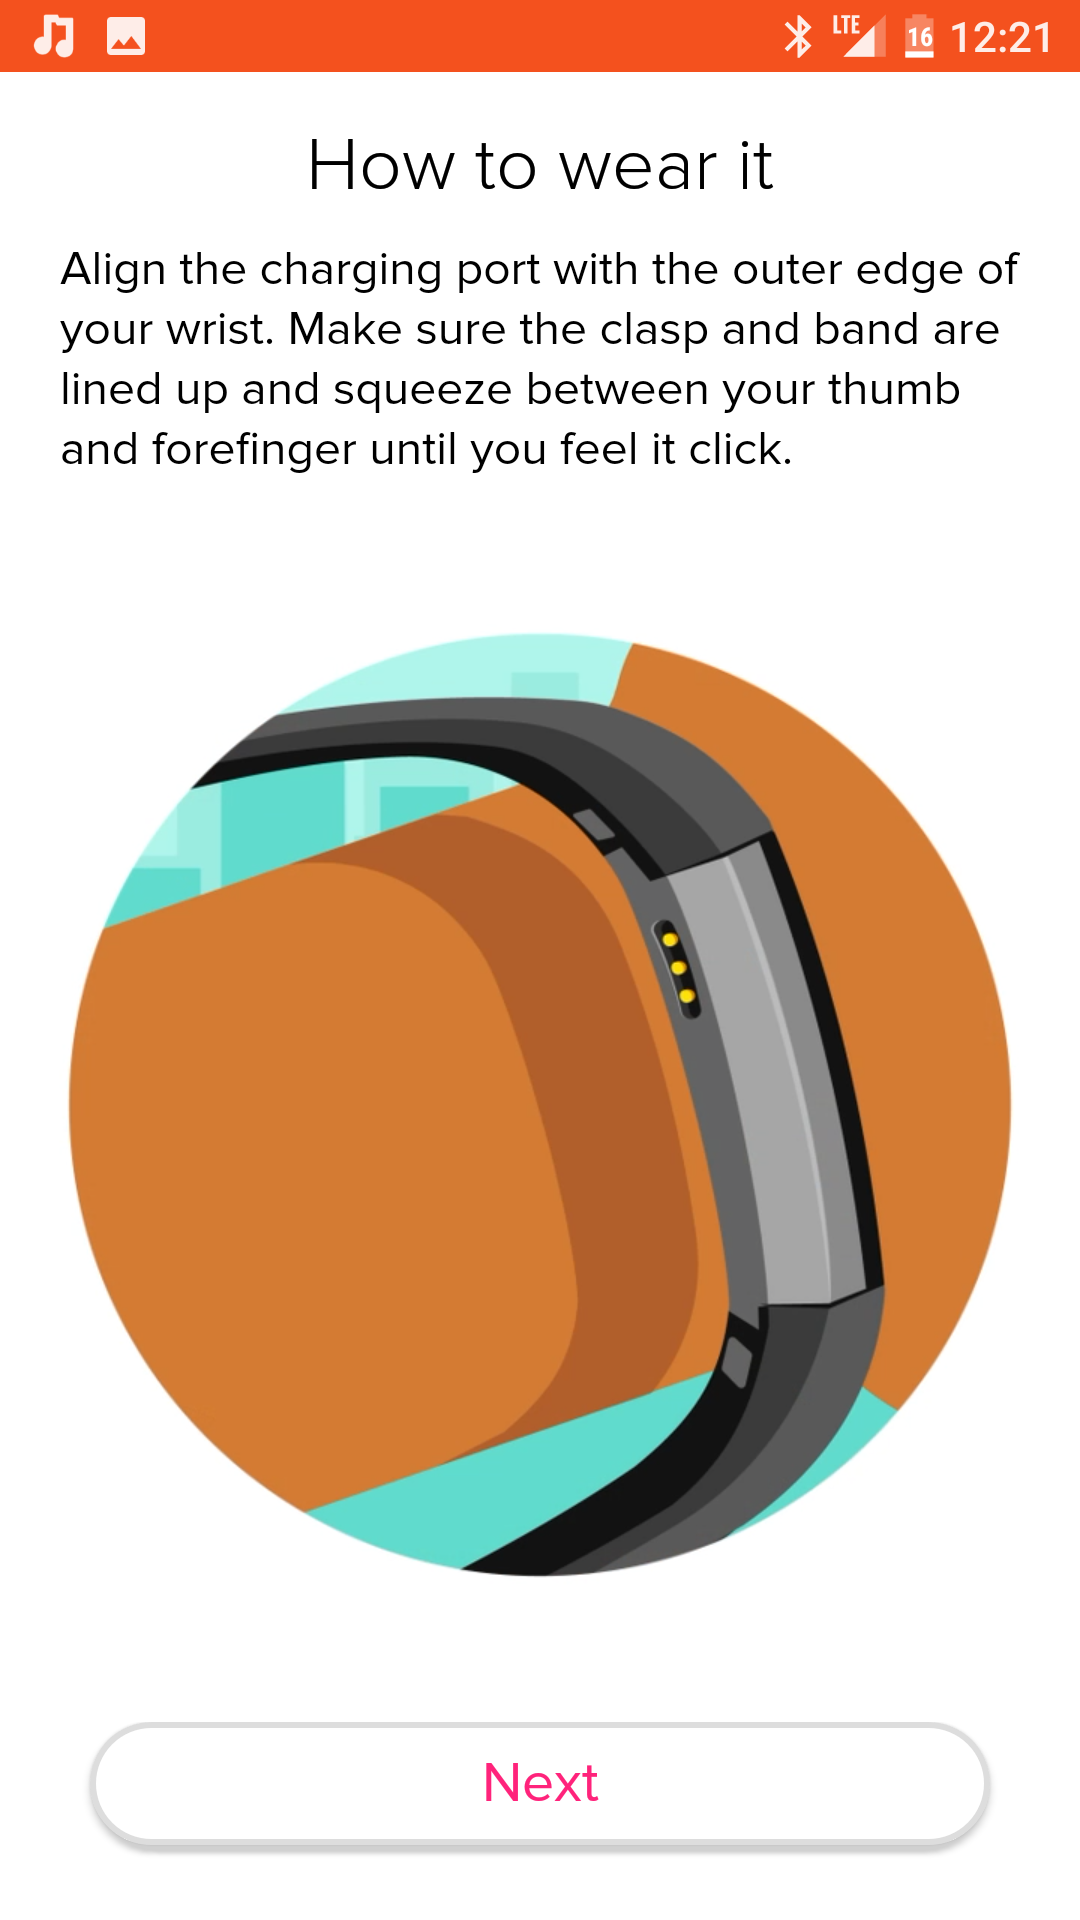 LTE 16 12:21
How to wear it
Align the charging port with the outer edge of
your wrist. Make sure the clasp and band are
lined up and squeeze between your thumb
and forefinger until you feel it click.
Next